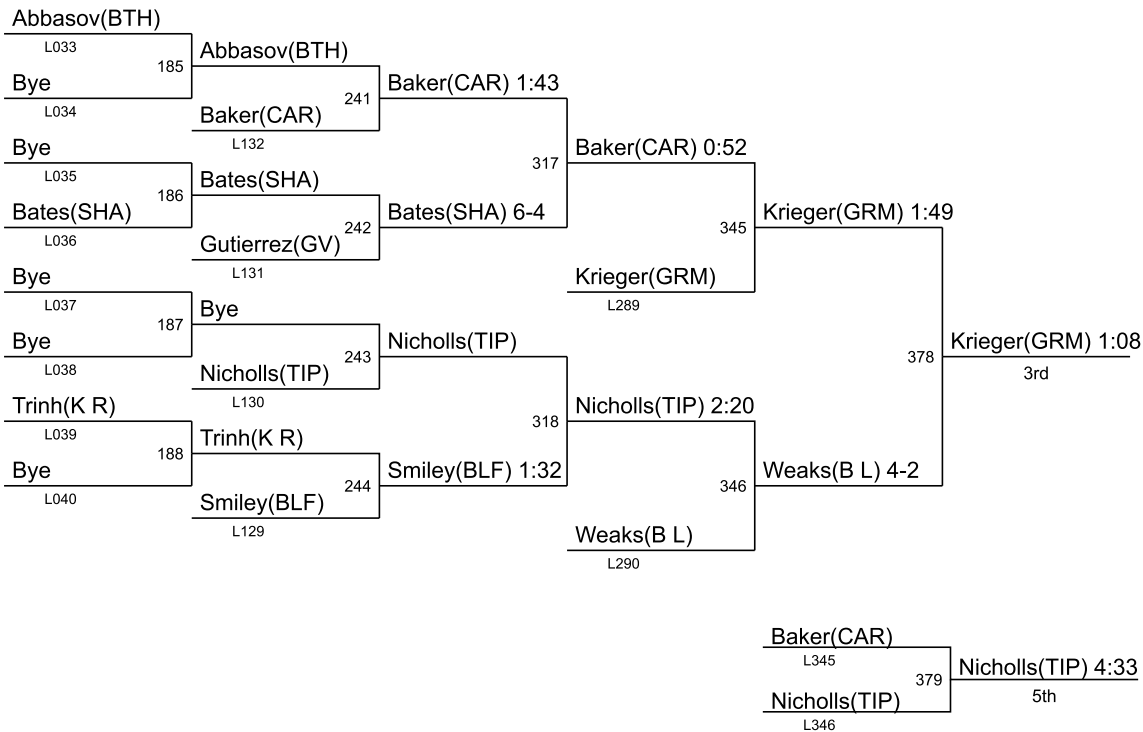 Abbasov(BTH)
L033
185
Bye
L034
Bye
L035
186
Bates(SHA)
L036
Bye
L037
187
Bye
L038
Trinh(K R)
L039
188
Bye
L040
Abbasov(BTH)
241
Baker(CAR)
L132
Bates(SHA)
242
Gutierrez(GV)
L131
Bye
243
Nicholls(TIP)
L130
Trinh(K R)
244
Smiley(BLF)
L129
Baker(CAR) 1:43
317
Bates(SHA) 6-4
Nicholls(TIP)
318
Smiley(BLF) 1:32
Baker(CAR) 0:52
345
Krieger(GRM)
L289
Nicholls(TIP) 2:20
346
Weaks(B L)
L290
Krieger(GRM) 1:49
378
Weaks(B L) 4-2
Krieger(GRM) 1:08
3rd
Baker(CAR)
L345
379
Nicholls(TIP)
L346
Nicholls(TIP) 4:33
5th